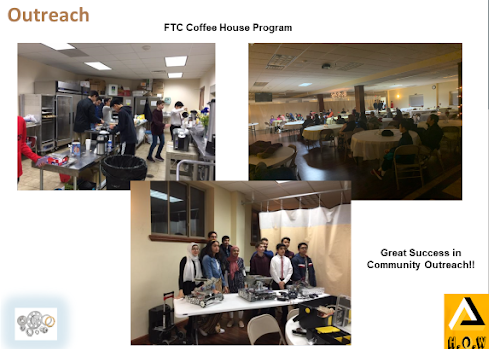 Outreach
FTC Coffee House Program
Great Success in
Community Outreach!!
H.O.W